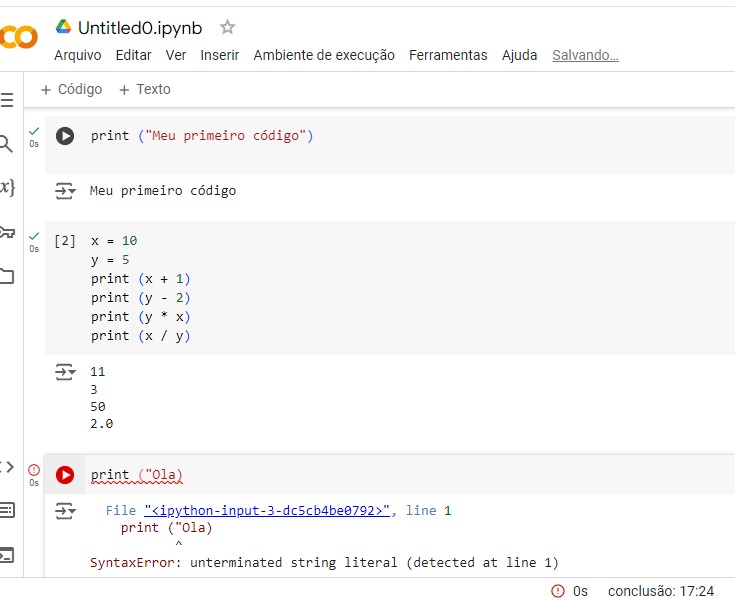 Untitled0.ipynb
Arquivo Editar Ver Inserir Ambiente de execução Ferramentas Ajuda Salvando...
+ Código + Texto
print ("Meu primeiro código")
0s
Meu primeiro código
[2] x = 10
0s
y = 5
print (x + 1)
print (y - 2)
print (y * x)
print (x / y)
11
3
50
2.0
print ("Ola)
0s
File "<ipython-input-3-dc5cb4be0792>", line 1
print ("Ola)
^
SyntaxError: unterminated string literal (detected at line 1)
0s conclusão: 17:24